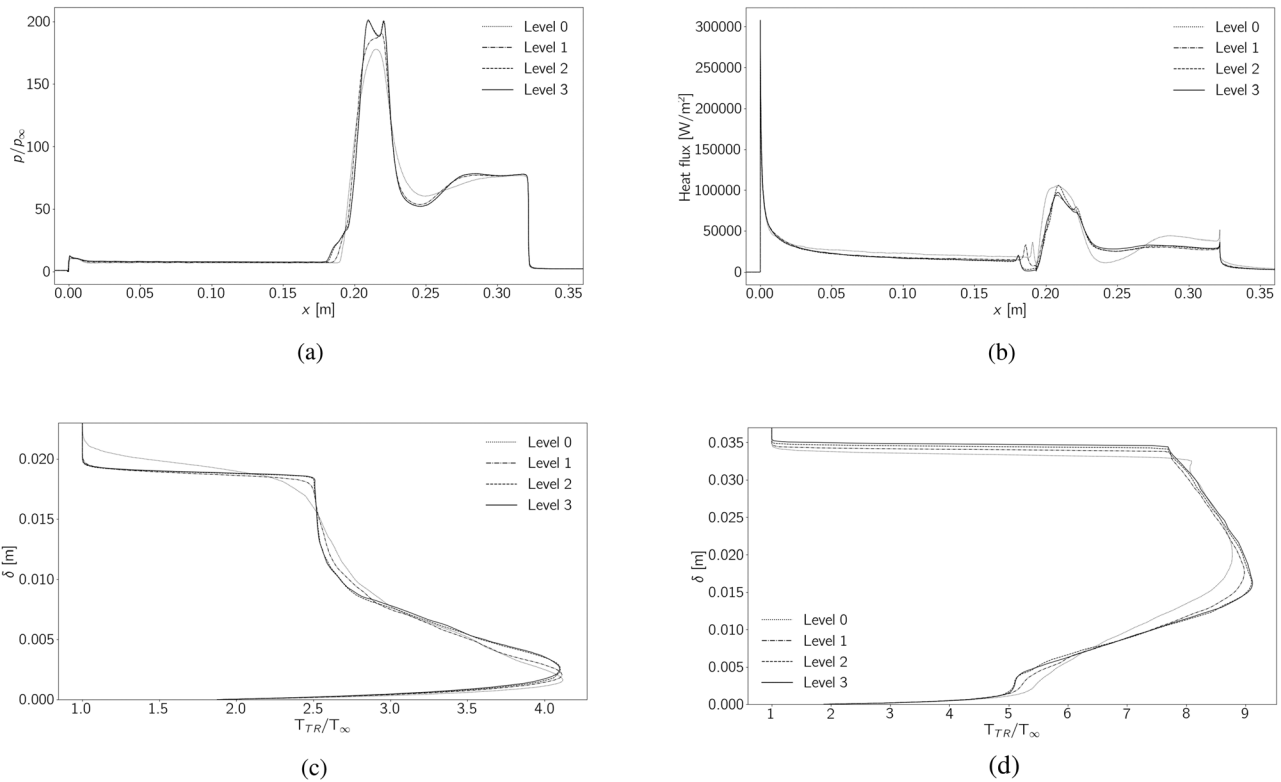 200
150
100
50
0
p/p∞
0.00 0.05 0.10 0.15 0.20 0.25 0.30 0.35
x [m]
Level 0
Level 1
Level 2
Level 3
(a)
300000
250000
200000
150000
100000
50000
0
Heat flux [W/m²]
0.00 0.05 0.10 0.15 0.20 0.25 0.30 0.35
x [m]
Level 0
Level 1
Level 2
Level 3
(b)
0.020
0.015
0.010
0.005
0.000
δ [m]
1.0 1.5 2.0 2.5 3.0 3.5 4.0
T_TR/T∞
Level 0
Level 1
Level 2
Level 3
(c)
0.035
0.030
0.025
0.020
0.015
0.010
0.005
0.000
δ [m]
1 2 3 4 5 6 7 8 9
T_TR/T∞
Level 0
Level 1
Level 2
Level 3
(d)